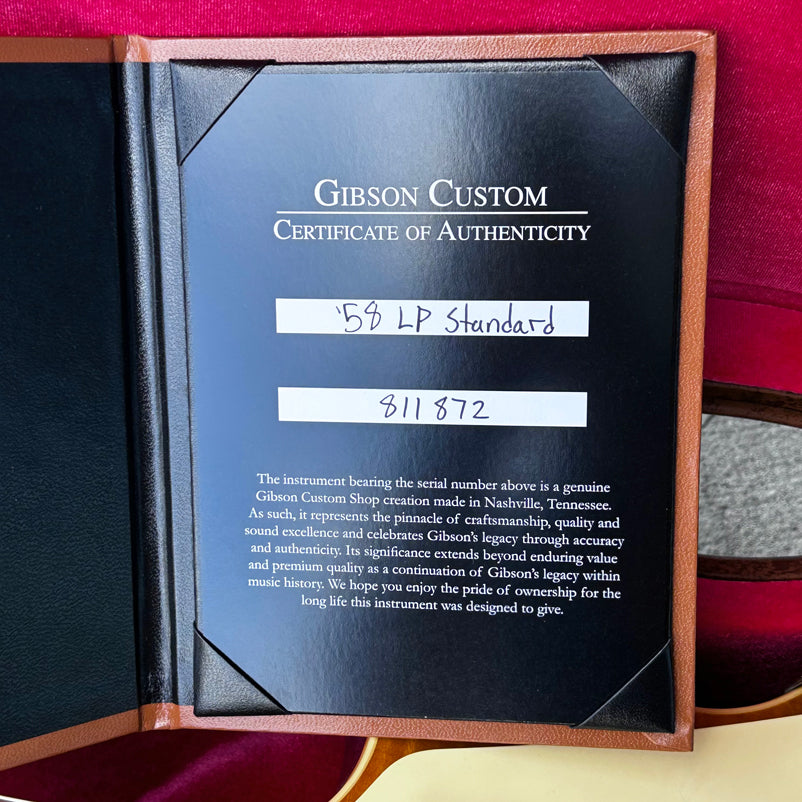 GIBSON CUSTOM
CERTIFICATE OF AUTHENTICITY
'58 LP Standard
811872
The instrument bearing the serial number above is a genuine
Gibson Custom Shop creation made in Nashville, Tennessee.
As such, it represents the pinnacle of craftsmanship, quality and
sound excellence and celebrates Gibson's legacy through accuracy
and authenticity. Its significance extends beyond enduring value
and premium quality as a continuation of Gibson's legacy within
music history. We hope you enjoy the pride of ownership for the
long life this instrument was designed to give.